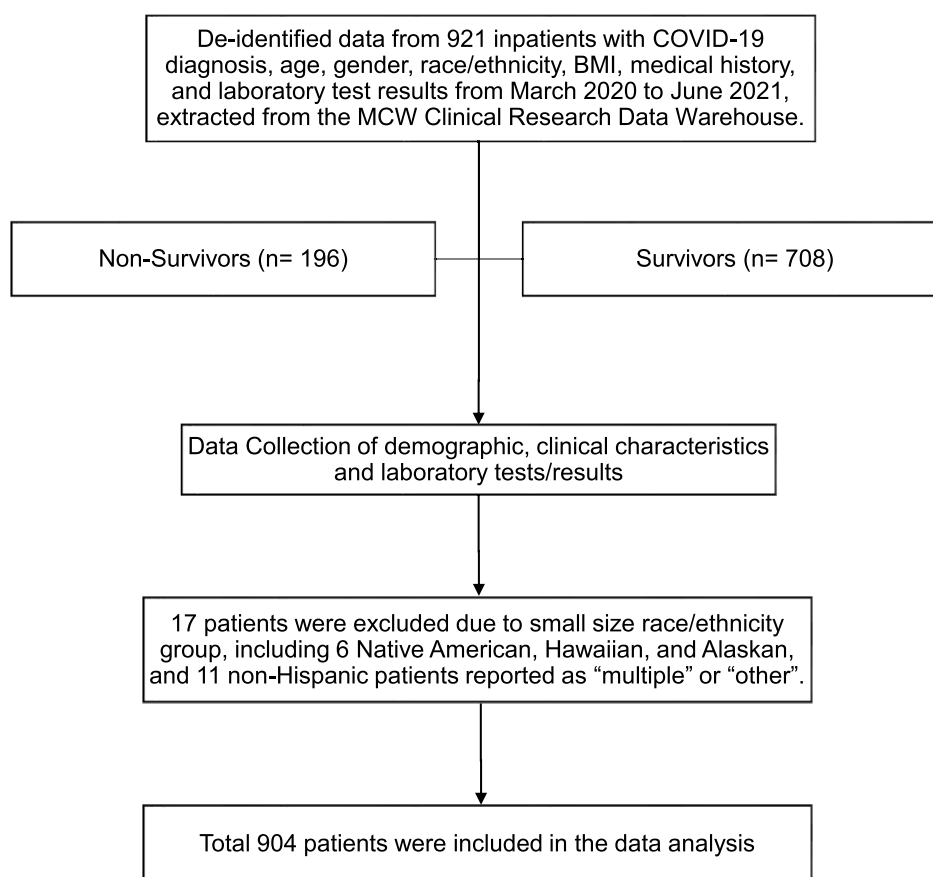 De-identified data from 921 inpatients with COVID-19
diagnosis, age, gender, race/ethnicity, BMI, medical history,
and laboratory test results from March 2020 to June 2021,
extracted from the MCW Clinical Research Data Warehouse.
Non-Survivors (n= 196)
Survivors (n= 708)
Data Collection of demographic, clinical characteristics
and laboratory tests/results
17 patients were excluded due to small size race/ethnicity
group, including 6 Native American, Hawaiian, and Alaskan,
and 11 non-Hispanic patients reported as “multiple” or “other”.
Total 904 patients were included in the data analysis